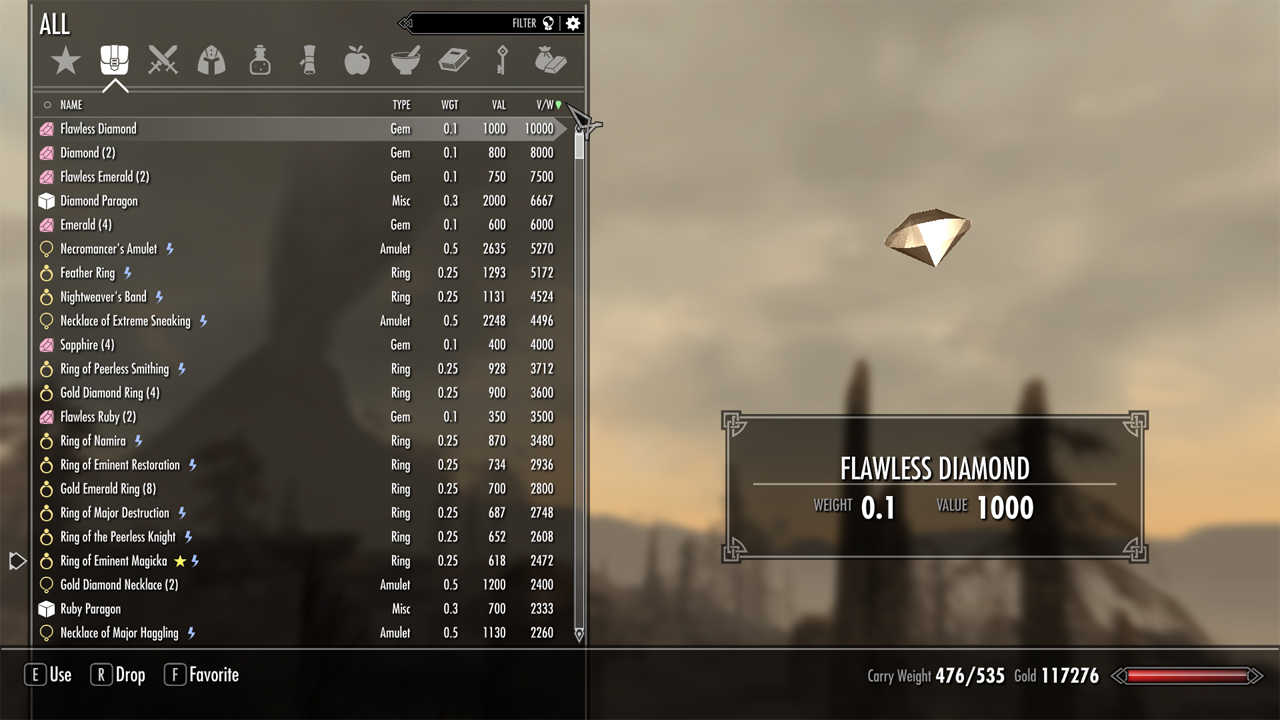 ALL
FILTER
NAME TYPE WGT VAL V/W
Flawless Diamond Gem 0.1 1000 10000
Diamond (2) Gem 0.1 800 8000
Flawless Emerald (2) Gem 0.1 750 7500
Diamond Paragon Misc 0.3 2000 6667
Emerald (4) Gem 0.1 600 6000
Necromancer's Amulet Amulet 0.5 2635 5270
Feather Ring Ring 0.25 1293 5172
Nightweaver's Band Ring 0.25 1131 4524
Necklace of Extreme Sneaking Amulet 0.5 2248 4496
Sapphire (4) Gem 0.1 400 4000
Ring of Peerless Smithing Ring 0.25 928 3712
Gold Diamond Ring (4) Ring 0.25 900 3600
Flawless Ruby (2) Gem 0.1 350 3500
Ring of Namira Ring 0.25 870 3480
Ring of Eminent Restoration Ring 0.25 734 2936
Gold Emerald Ring (8) Ring 0.25 700 2800
Ring of Major Destruction Ring 0.25 687 2748
Ring of the Peerless Knight Ring 0.25 652 2608
Ring of Eminent Magicka Ring 0.25 618 2472
Gold Diamond Necklace (2) Amulet 0.5 1200 2400
Ruby Paragon Misc 0.3 700 2333
Necklace of Major Haggling Amulet 0.5 1130 2260
FLAWLESS DIAMOND
WEIGHT 0.1 VALUE 1000
E Use R Drop F Favorite Carry Weight 476/535 Gold 117276